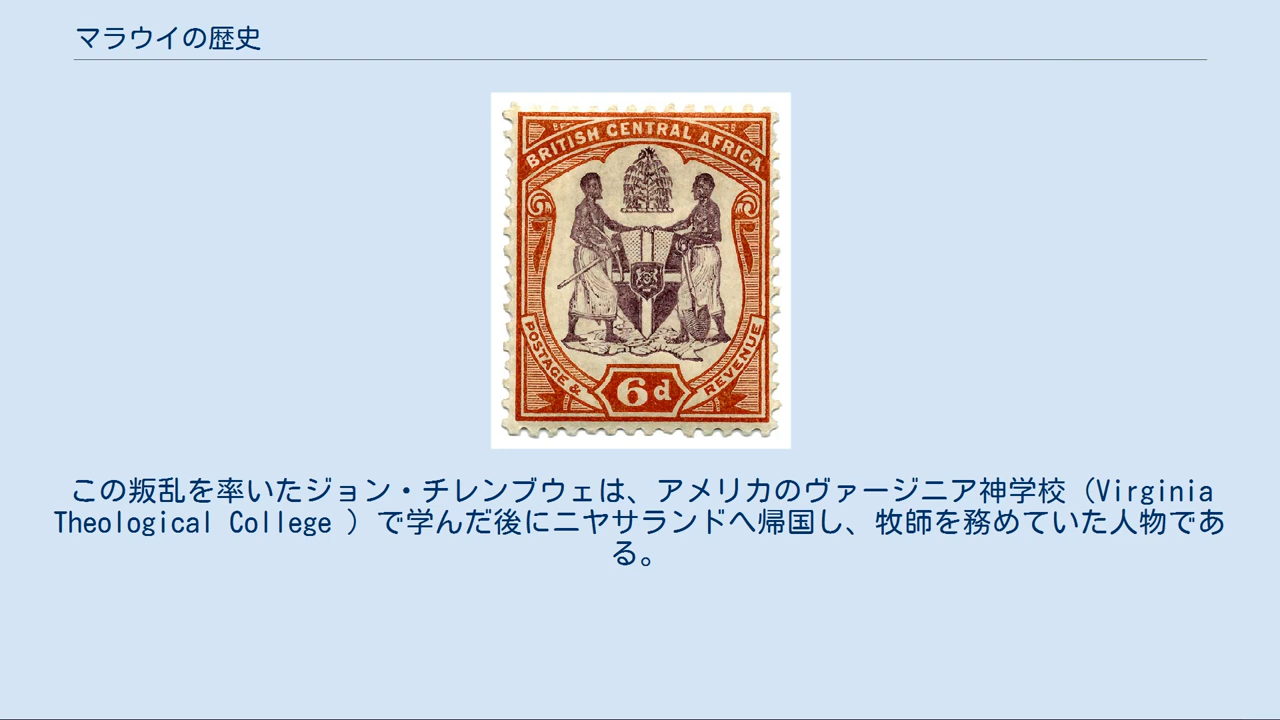 マラウイの歴史
BRITISH CENTRAL AFRICA
POSTAGE &
REVENUE
6d
この叛乱を率いたジョン・チレンブウェは、アメリカのヴァージニア神学校（Virginia
Theological College ）で学んだ後にニヤサランドへ帰国し、牧師を務めていた人物であ
る。